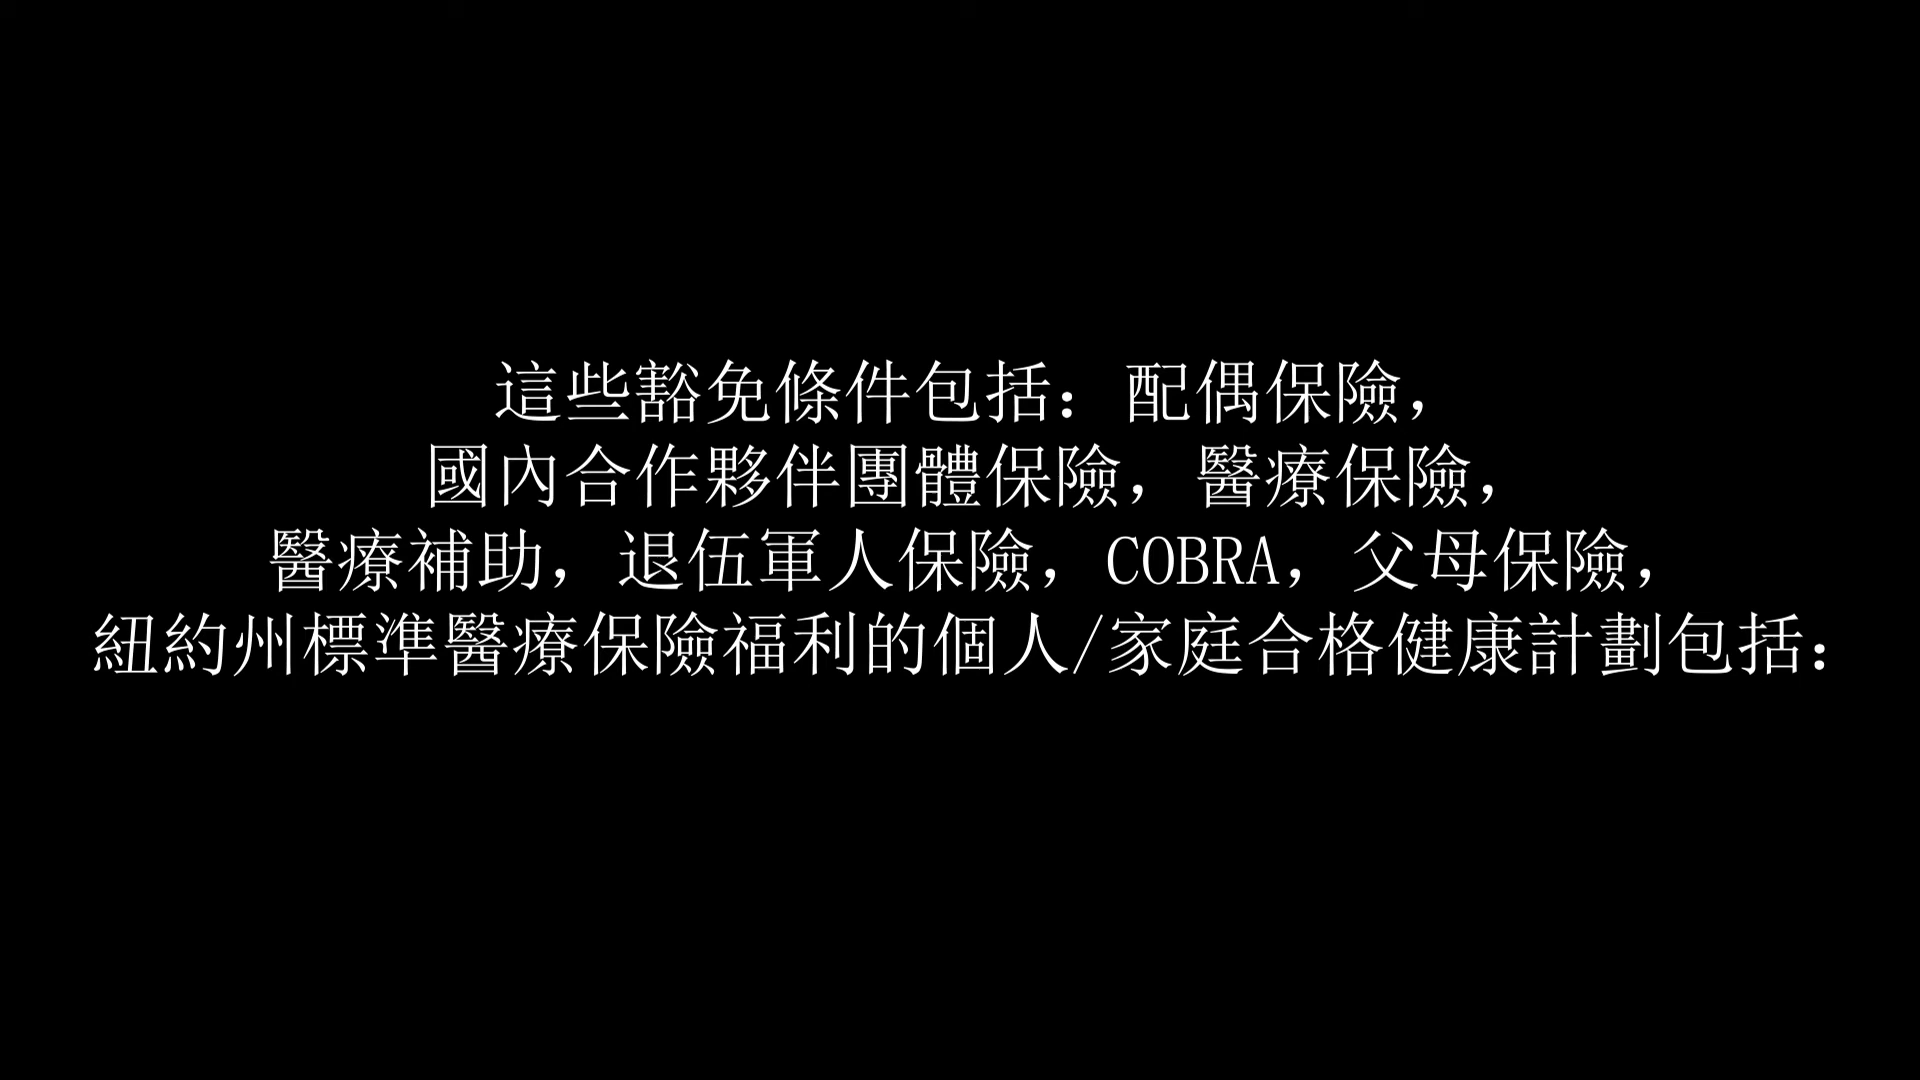 這些豁免條件包括：配偶保險，
國內合作夥伴團體保險，醫療保險，
醫療補助，退伍軍人保險，COBRA，父母保險，
紐約州標準醫療保險福利的個人/家庭合格健康計劃包括：